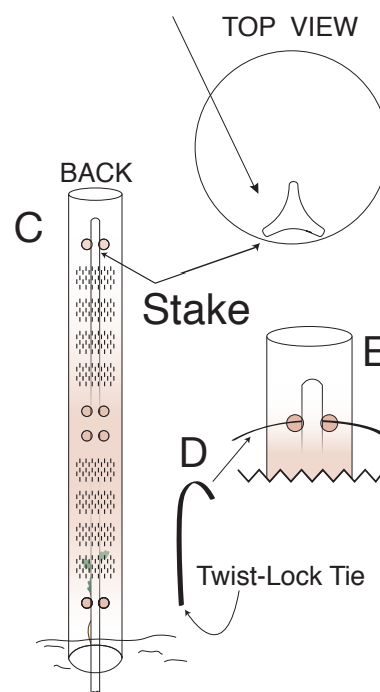 TOP VIEW
BACK
C
Stake
E
D
Twist-Lock Tie